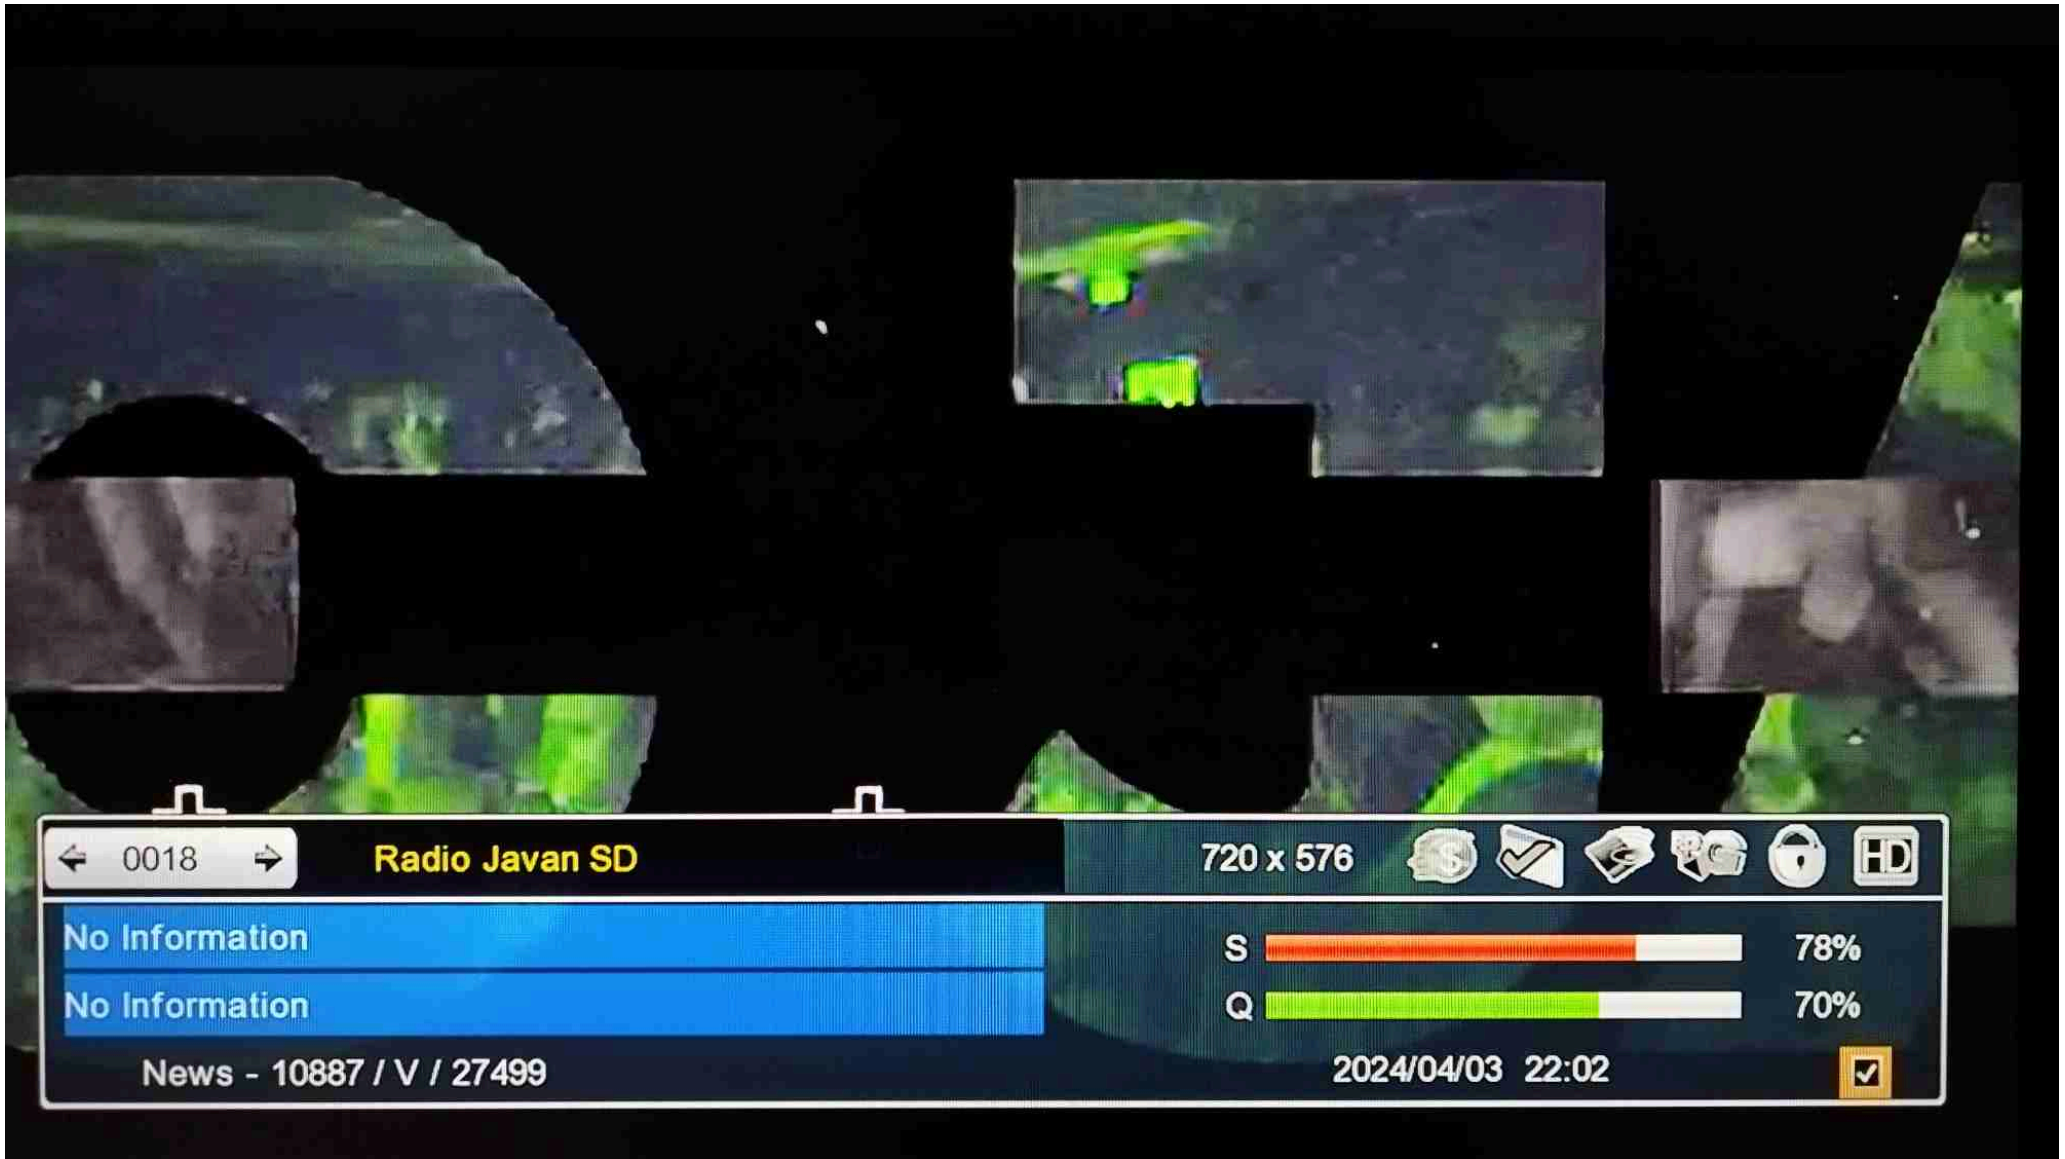 0018
Radio Javan SD
720 x 576
HD
No Information
S 78%
No Information
Q 70%
News - 10887 / V / 27499
2024/04/03 22:02